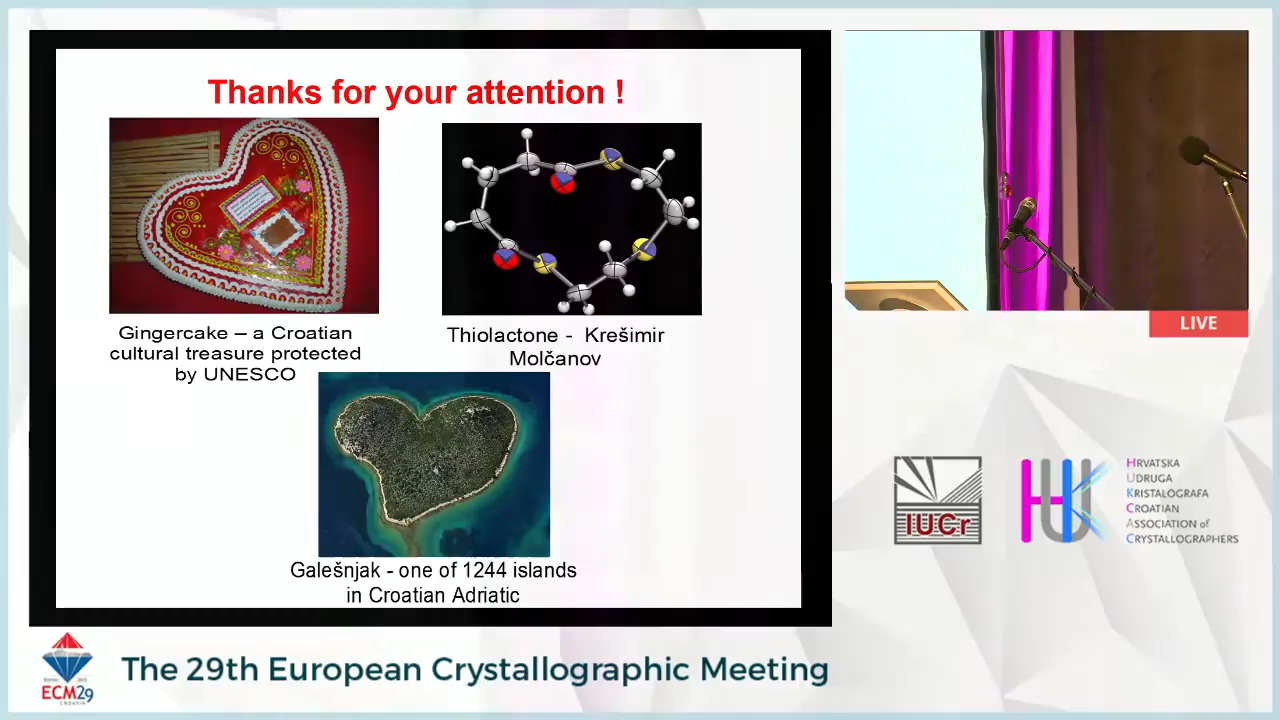 Thanks for your attention !
Gingercake – a Croatian
cultural treasure protected
by UNESCO
Thiolactone - Krešimir
Molčanov
Galešnjak - one of 1244 islands
in Croatian Adriatic
LIVE
IUCr
HRVATSKA
UDRUGA
KRISTALOGRAFA
CROATIAN
ASSOCIATION of
CRYSTALLOGRAPHERS
ECM29
CROATIA
The 29th European Crystallographic Meeting